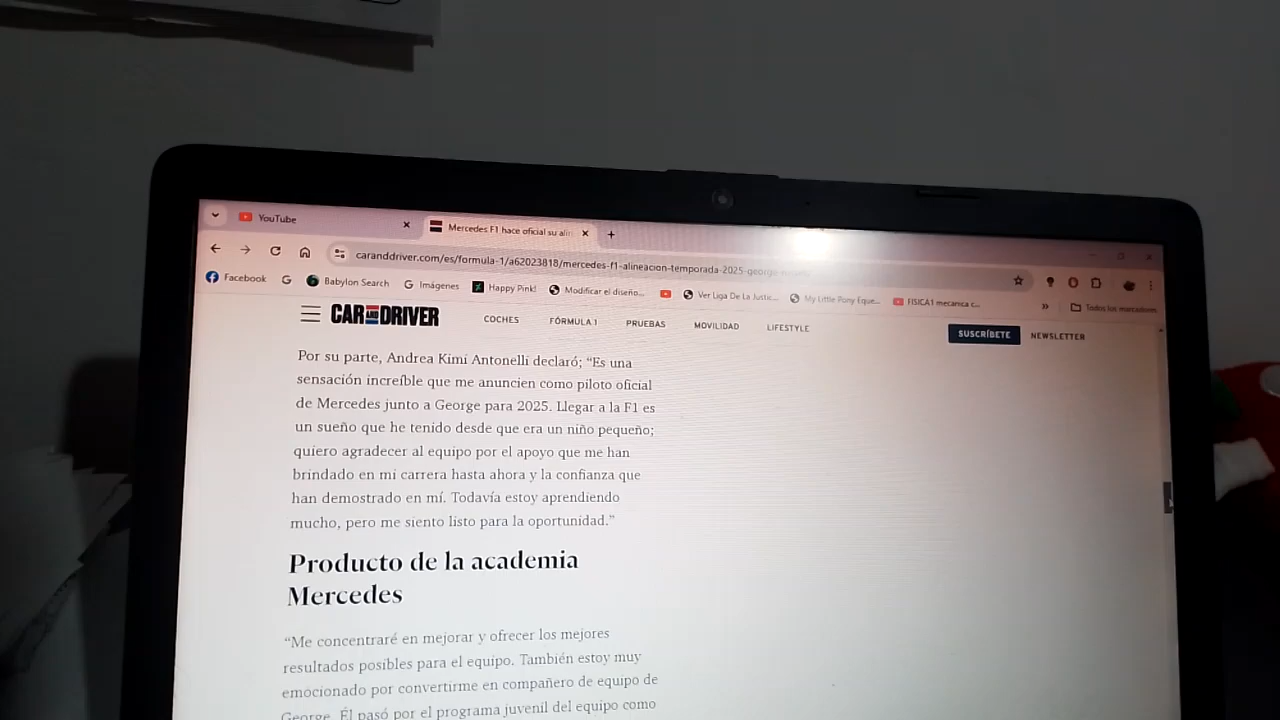 YouTube
Mercedes F1 hace oficial su alin
caranddriver.com/es/formula-1/a62023818/mercedes-f1-alineacion-temporada-2025-george-
Facebook
Babylon Search
Imágenes
Happy Pink!
Modificar el diseño...
Ver Liga De La Justic...
My Little Pony Eque...
FISICA1 mecanica c...
Todos los marcadores
CAR AND DRIVER
COCHES
FÓRMULA 1
PRUEBAS
MOVILIDAD
LIFESTYLE
SUSCRÍBETE
NEWSLETTER
Por su parte, Andrea Kimi Antonelli declaró; “Es una
sensación increíble que me anuncien como piloto oficial
de Mercedes junto a George para 2025. Llegar a la F1 es
un sueño que he tenido desde que era un niño pequeño;
quiero agradecer al equipo por el apoyo que me han
brindado en mi carrera hasta ahora y la confianza que
han demostrado en mí. Todavía estoy aprendiendo
mucho, pero me siento listo para la oportunidad.”
Producto de la academia
Mercedes
“Me concentraré en mejorar y ofrecer los mejores
resultados posibles para el equipo. También estoy muy
emocionado por convertirme en compañero de equipo de
George. Él pasó por el programa juvenil del equipo como